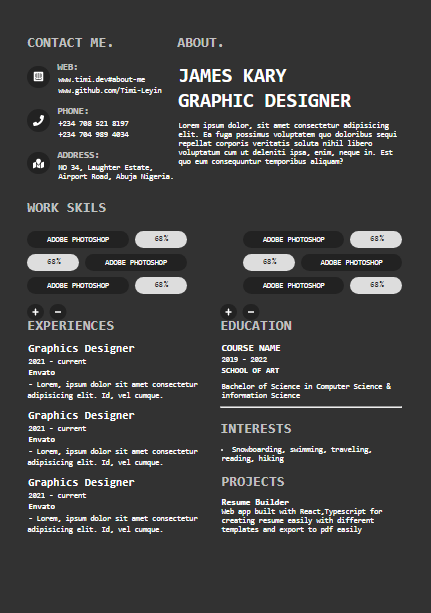 CONTACT ME.
WEB:
www.timi.dev#about-me
www.github.com/Timi-Leyin
PHONE:
+234 708 521 8197
+234 704 989 4034
ADDRESS:
NO 34, Laughter Estate,
Airport Road, Abuja Nigeria.
ABOUT.
JAMES KARY
GRAPHIC DESIGNER
Lorem ipsum dolor, sit amet consectetur adipisicing
elit. Ea fuga possimus voluptatem quo doloribus sequi
repellat corporis veritatis soluta nihil libero
voluptatum cum ut deleniti ipsa, enim, neque in. Est
quo eum consequuntur temporibus aliquam?
WORK SKILS
ADOBE PHOTOSHOP 68%
68% ADOBE PHOTOSHOP
ADOBE PHOTOSHOP 68%
+ −
ADOBE PHOTOSHOP 68%
68% ADOBE PHOTOSHOP
ADOBE PHOTOSHOP 68%
+ −
EXPERIENCES
Graphics Designer
2021 - current
Envato
- Lorem, ipsum dolor sit amet consectetur
adipisicing elit. Id, vel cumque.
Graphics Designer
2021 - current
Envato
- Lorem, ipsum dolor sit amet consectetur
adipisicing elit. Id, vel cumque.
Graphics Designer
2021 - current
Envato
- Lorem, ipsum dolor sit amet consectetur
adipisicing elit. Id, vel cumque.
EDUCATION
COURSE NAME
2019 - 2022
SCHOOL OF ART
Bachelor of Science in Computer Science &
information Science
INTERESTS
- Snowboarding, swimming, traveling,
reading, hiking
PROJECTS
Resume Builder
Web app built with React,Typescript for
creating resume easily with different
templates and export to pdf easily